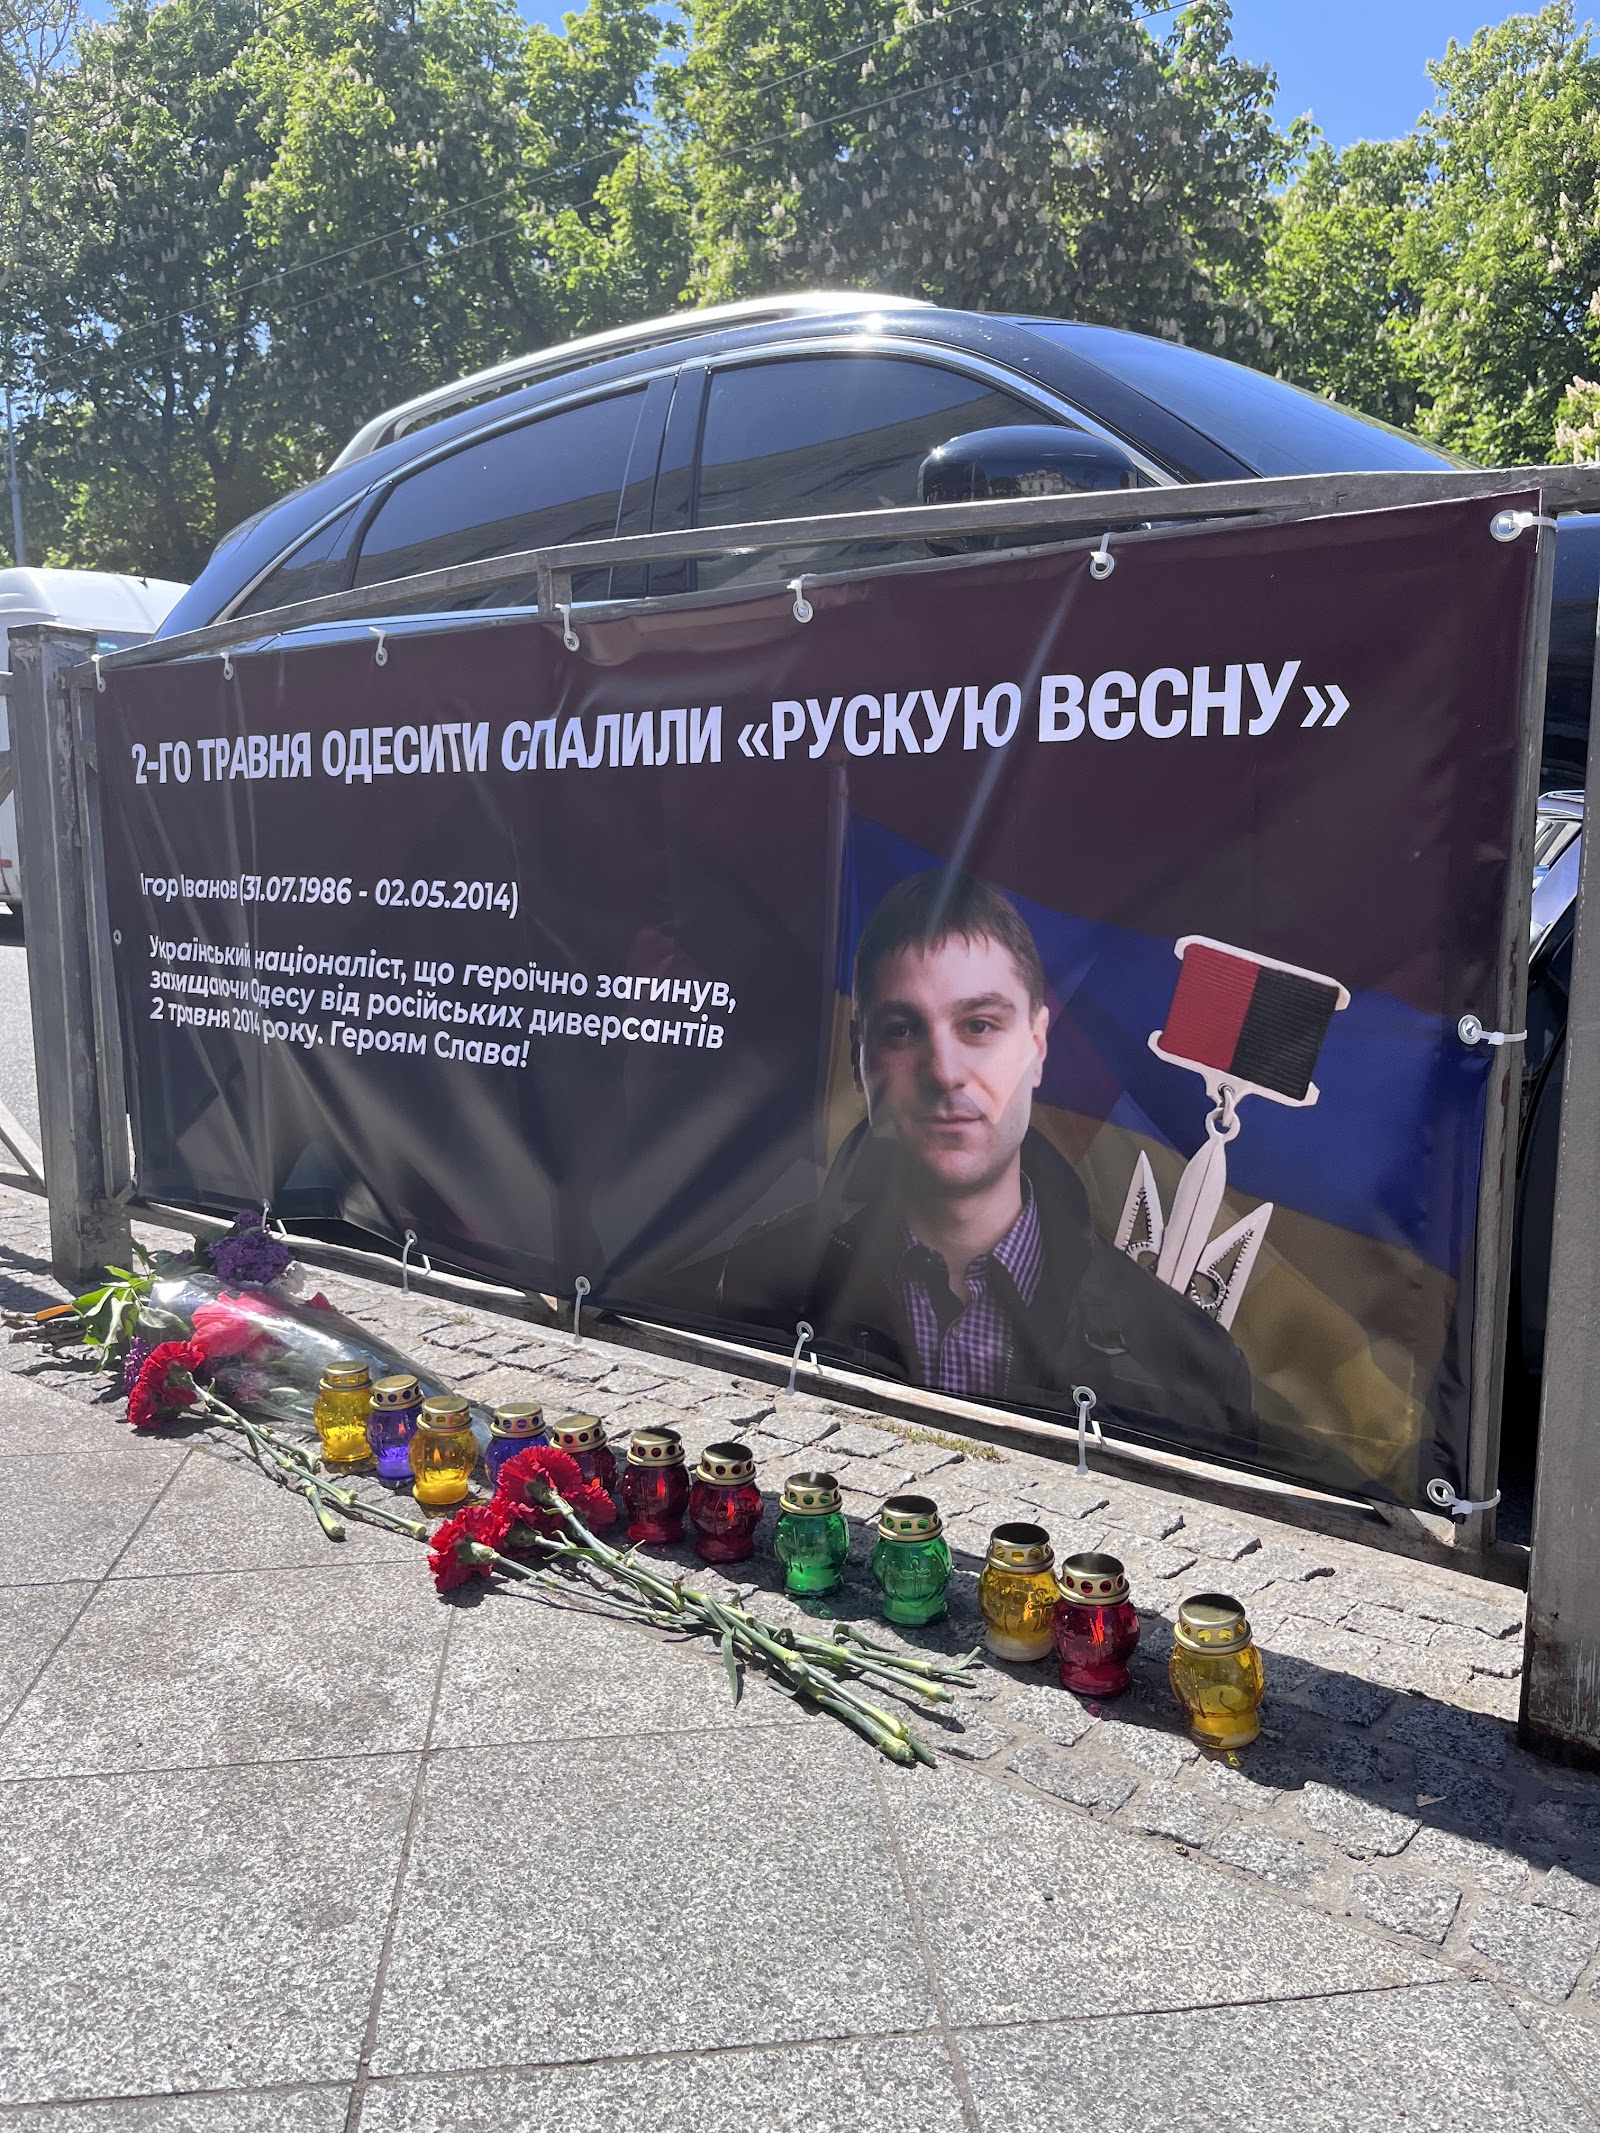 2-ГО ТРАВНЯ ОДЕСИТИ СПАЛИЛИ «РУСКУЮ ВЄСНУ»
Ігор Іванов (31.07.1986 - 02.05.2014)
Український націоналіст, що героїчно загинув,
захищаючи Одесу від російських диверсантів
2 травня 2014 року. Героям Слава!